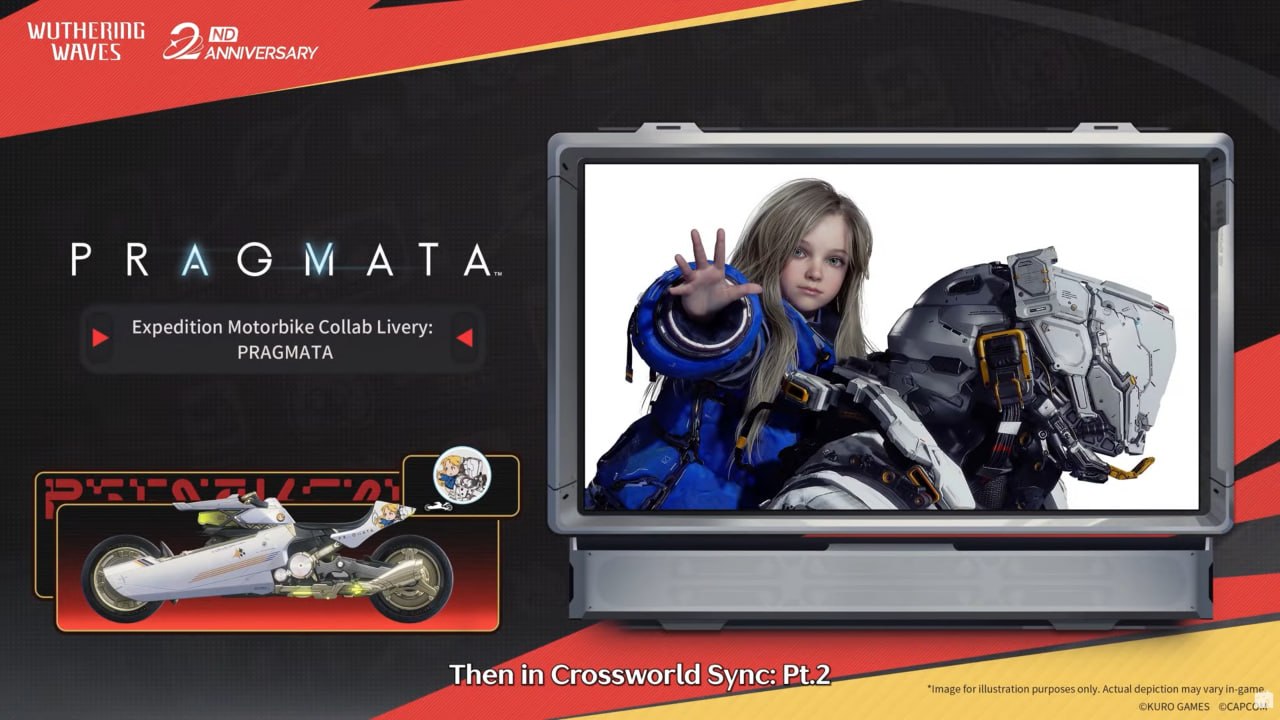 WUTHERING
WAVES
2ND
ANNIVERSARY
PRAGMATA™
Expedition Motorbike Collab Livery:
PRAGMATA
Then in Crossworld Sync: Pt.2
*Image for illustration purposes only. Actual depiction may vary in-game.
©KURO GAMES ©CAPCOM